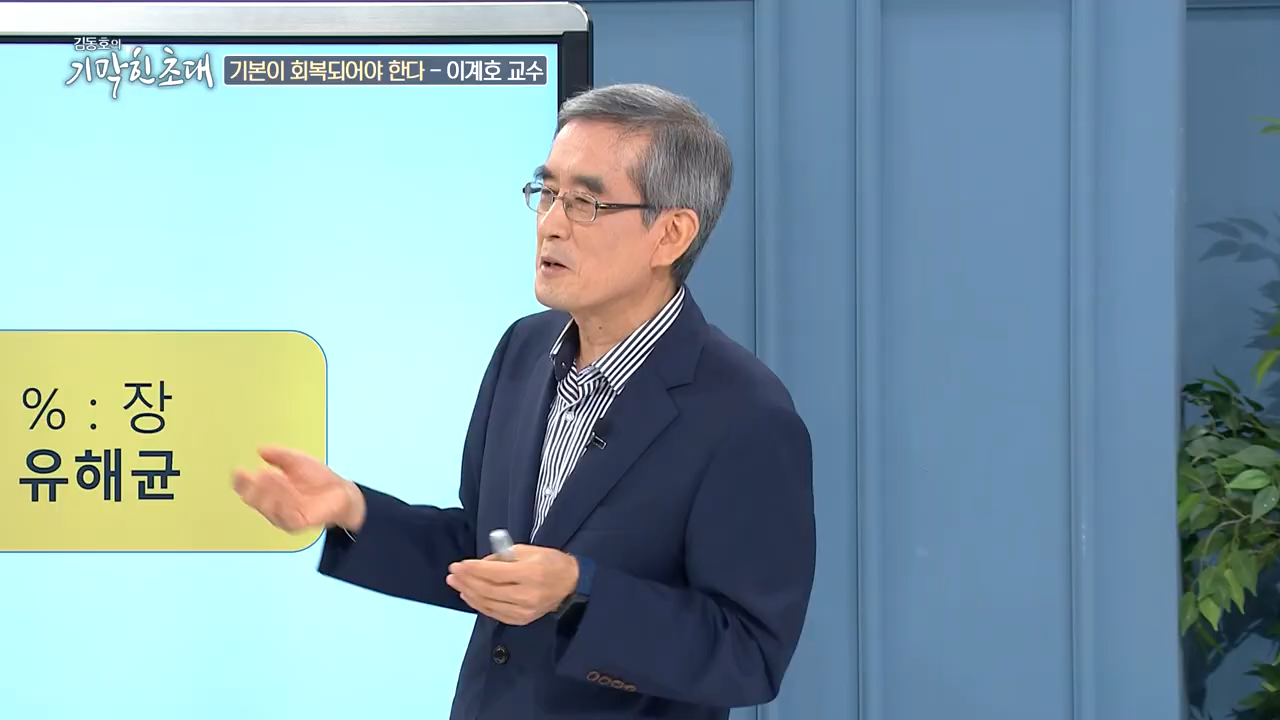 김동호의
기막힌 초대
기본이 회복되어야 한다 – 이계호 교수
% : 장
유해균